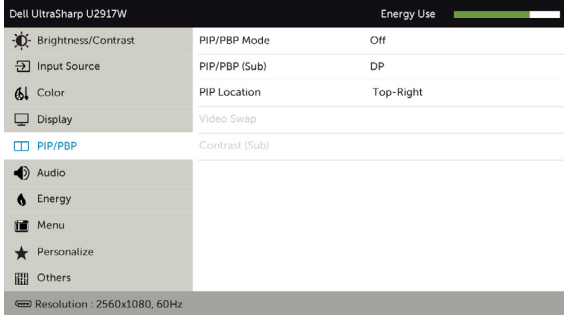 Dell UltraSharp U2917W Energy Use
Brightness/Contrast PIP/PBP Mode Off
Input Source PIP/PBP (Sub) DP
Color PIP Location Top-Right
Display Video Swap
PIP/PBP Contrast (Sub)
Audio
Energy
Menu
Personalize
Others
Resolution : 2560x1080, 60Hz